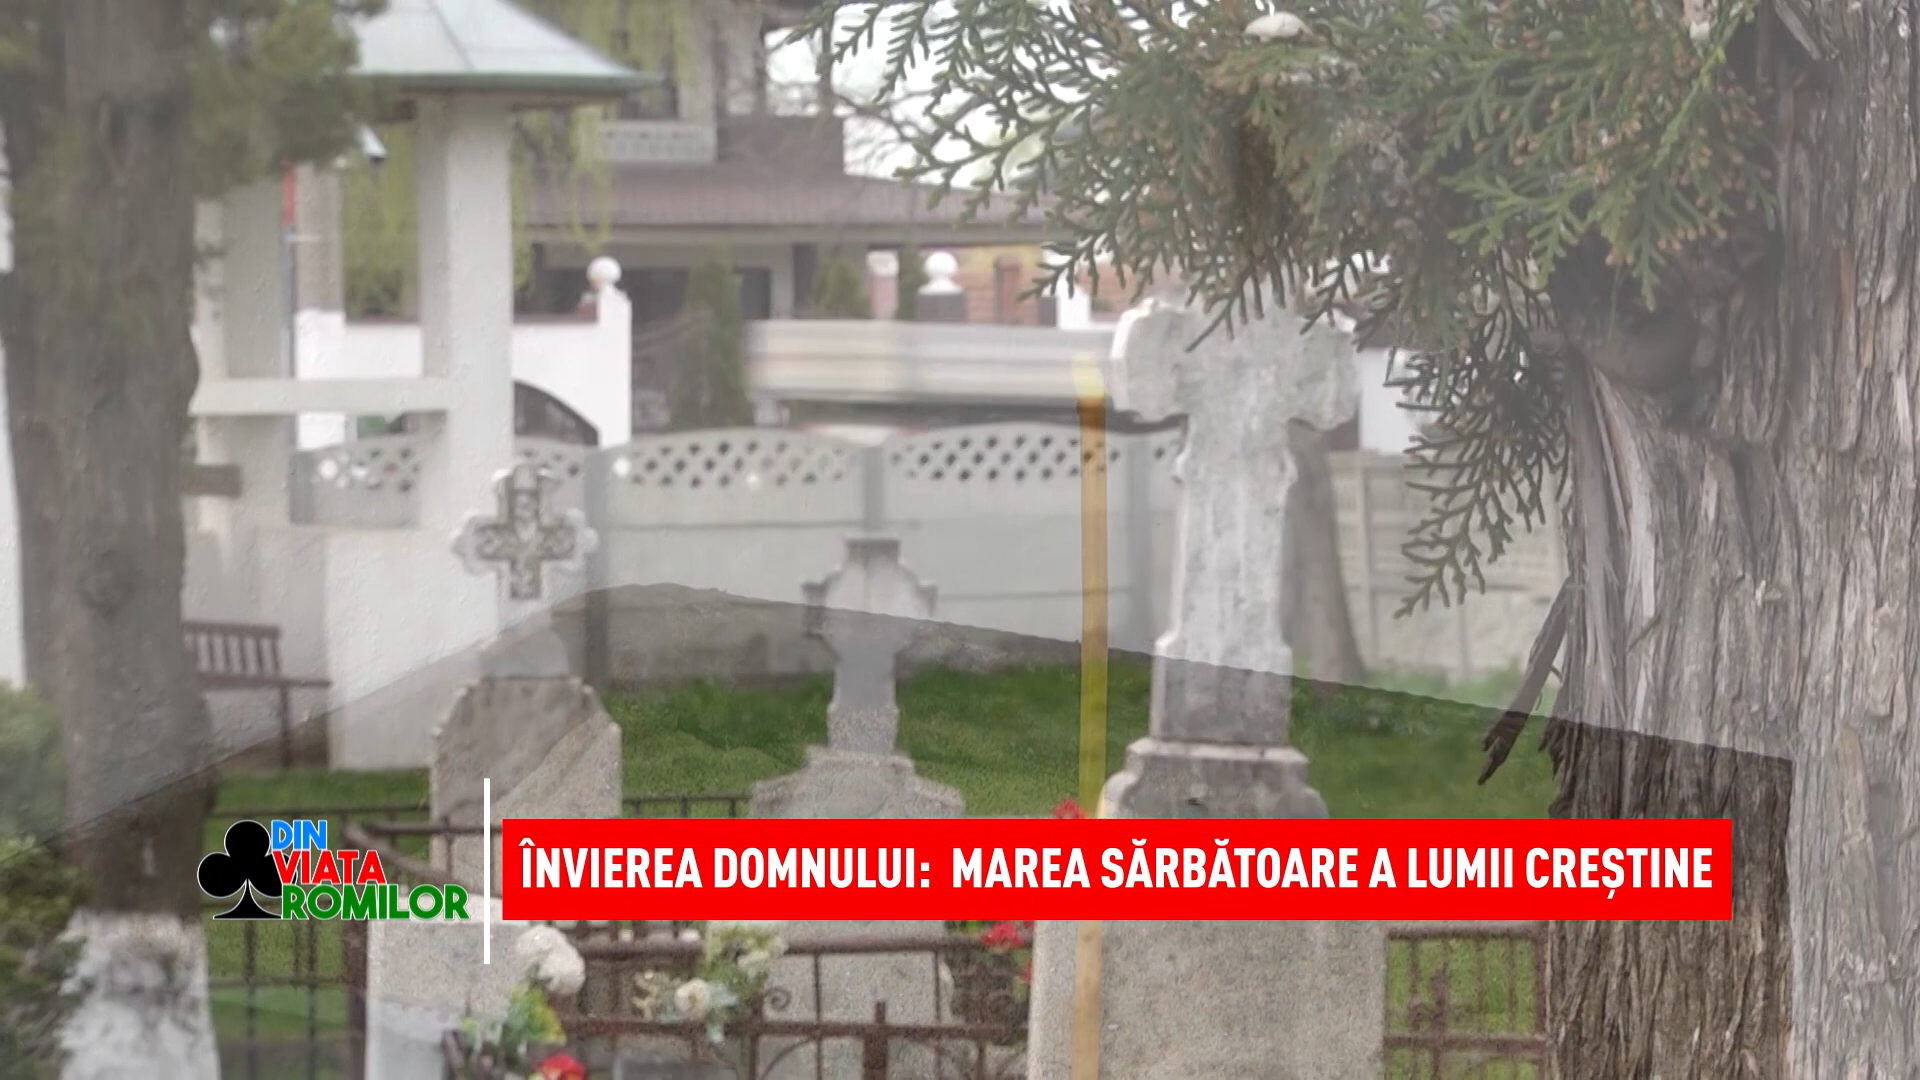 DIN
VIATA
ROMILOR
ÎNVIEREA DOMNULUI: MAREA SĂRBĂTOARE A LUMII CREȘTINE